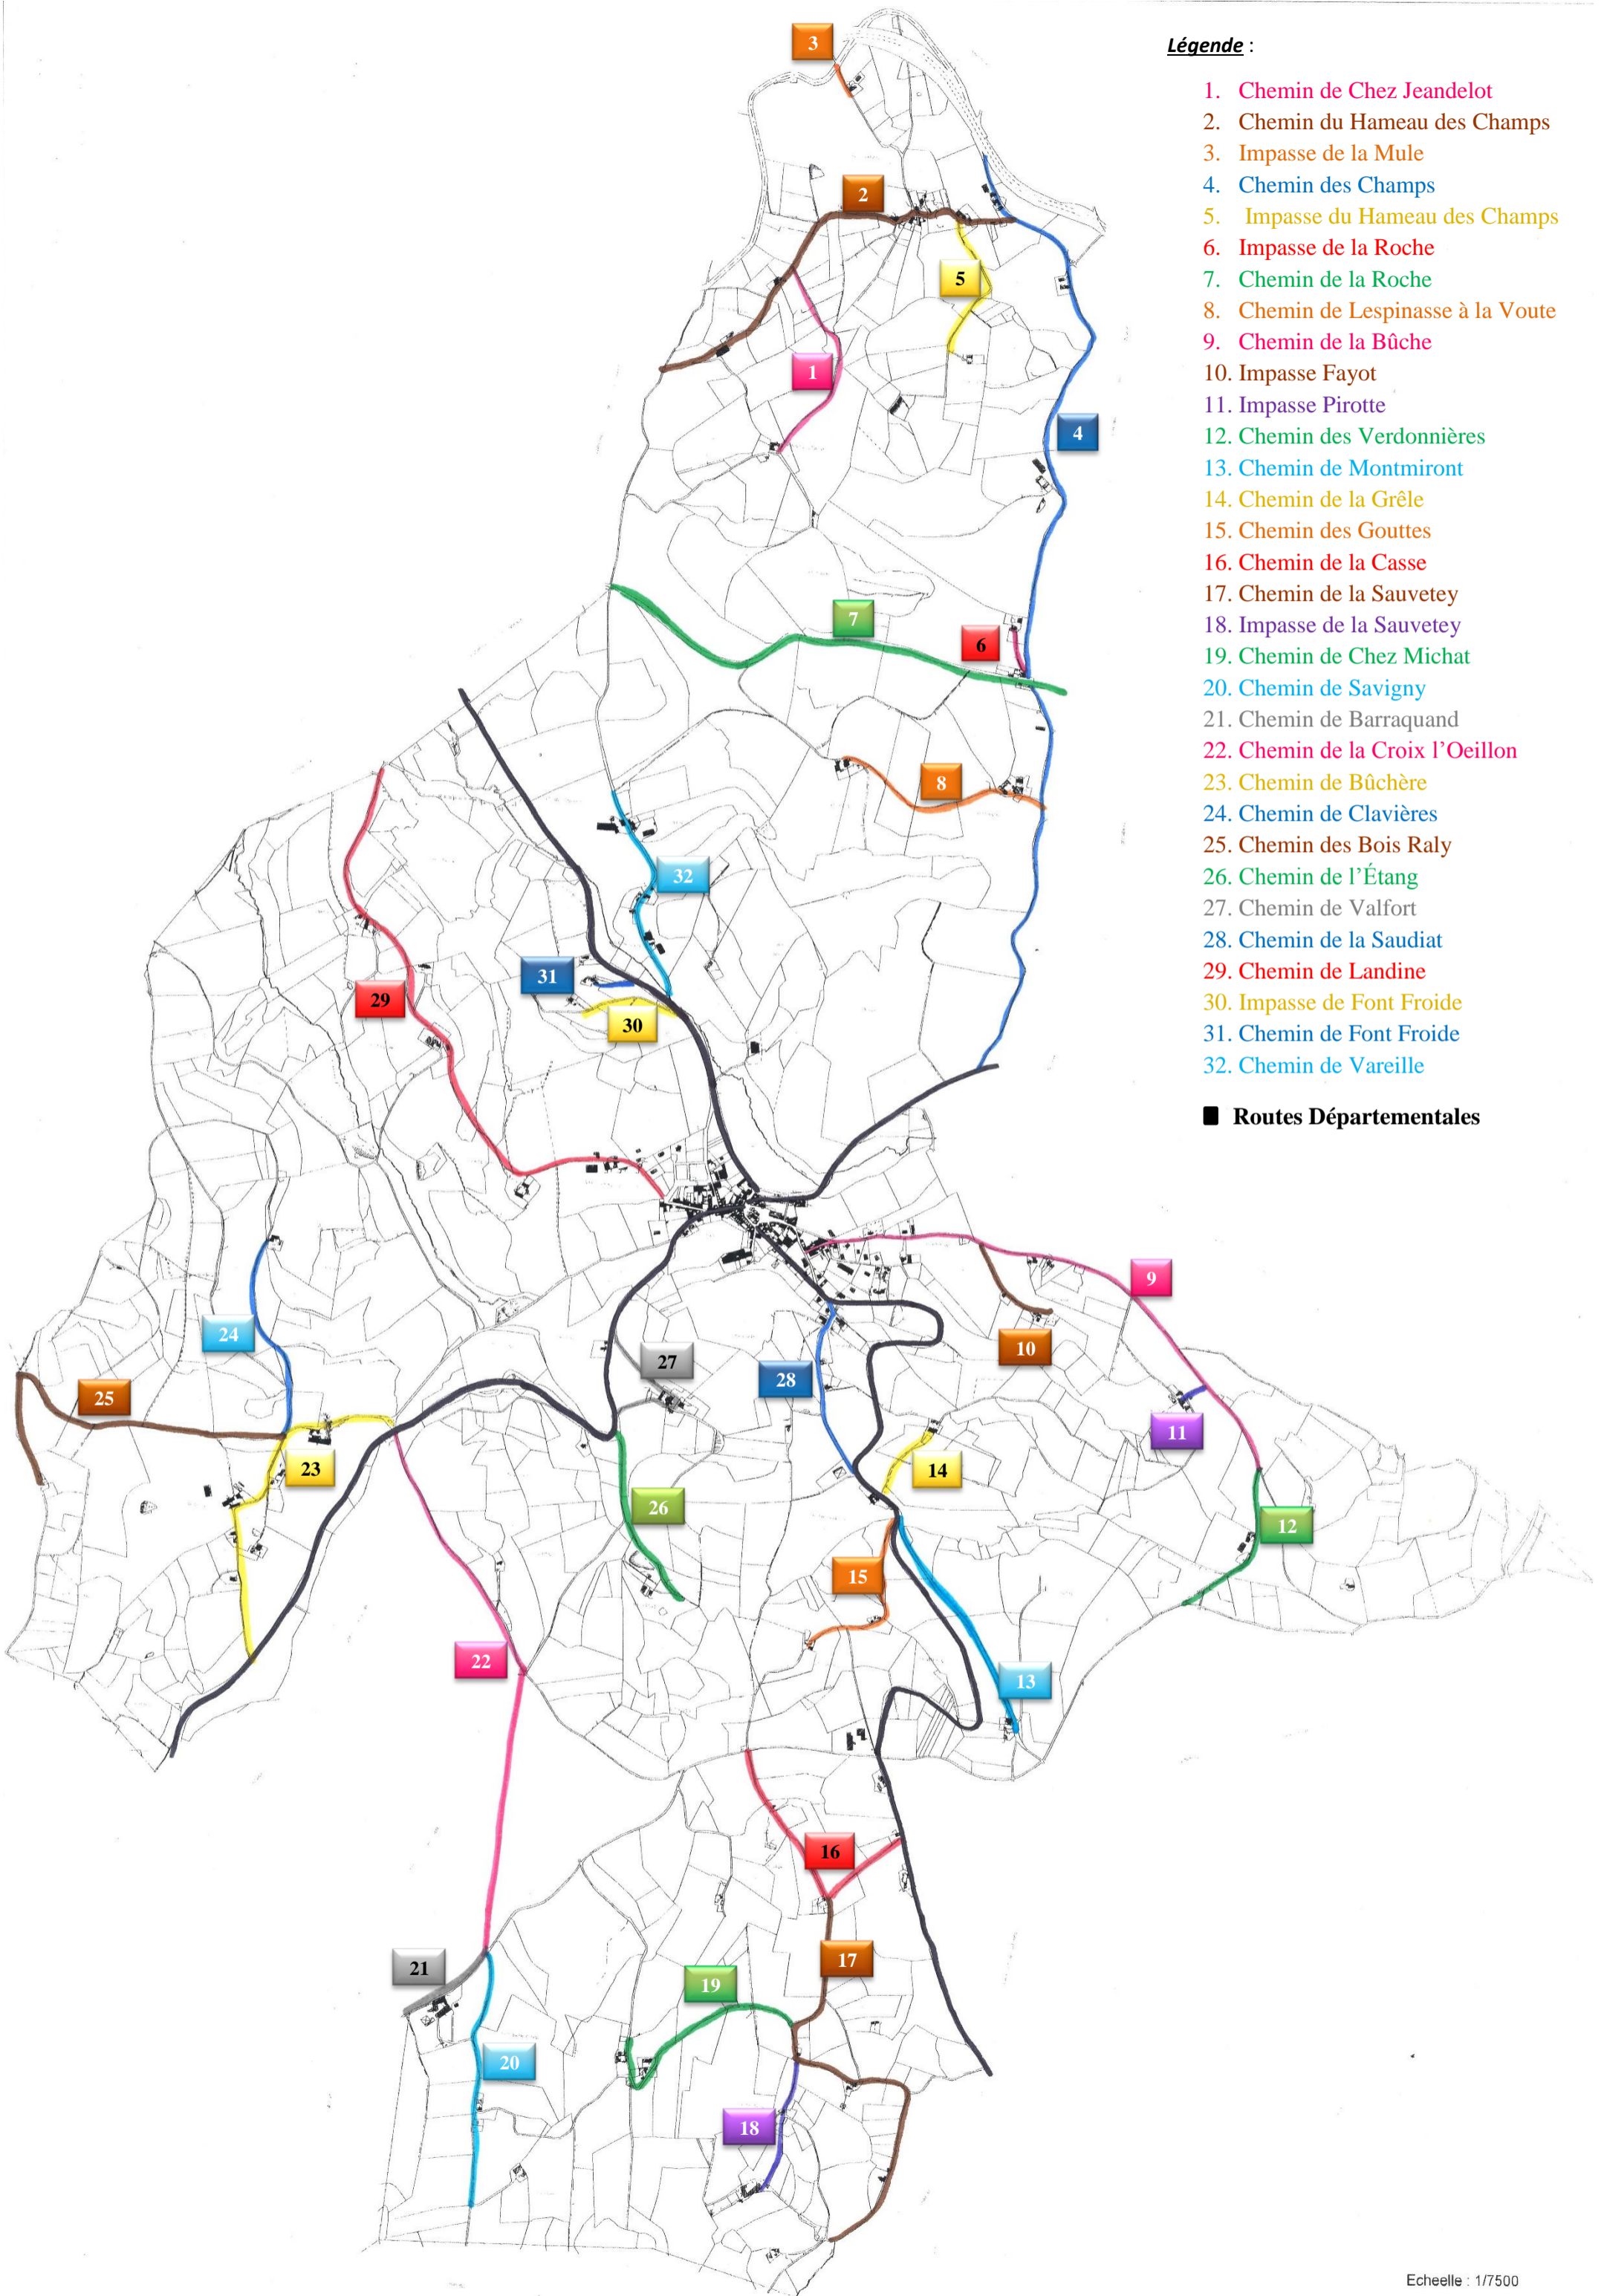 Légende :
1. Chemin de Chez Jeandelot
2. Chemin du Hameau des Champs
3. Impasse de la Mule
4. Chemin des Champs
5. Impasse du Hameau des Champs
6. Impasse de la Roche
7. Chemin de la Roche
8. Chemin de Lespinasse à la Voute
9. Chemin de la Bûche
10. Impasse Fayot
11. Impasse Pirotte
12. Chemin des Verdonnières
13. Chemin de Montmiront
14. Chemin de la Grêle
15. Chemin des Gouttes
16. Chemin de la Casse
17. Chemin de la Sauvetey
18. Impasse de la Sauvetey
19. Chemin de Chez Michat
20. Chemin de Savigny
21. Chemin de Barraquand
22. Chemin de la Croix l'Oeillon
23. Chemin de Bûchère
24. Chemin de Clavières
25. Chemin des Bois Raly
26. Chemin de l'Étang
27. Chemin de Valfort
28. Chemin de la Saudiat
29. Chemin de Landine
30. Impasse de Font Froide
31. Chemin de Font Froide
32. Chemin de Vareille
Routes Départementales
3
2
5
1
4
7
6
8
32
31
29
30
9
24
10
27
28
25
11
14
23
26
12
15
22
13
16
17
21
19
20
18
Echeelle : 1/7500